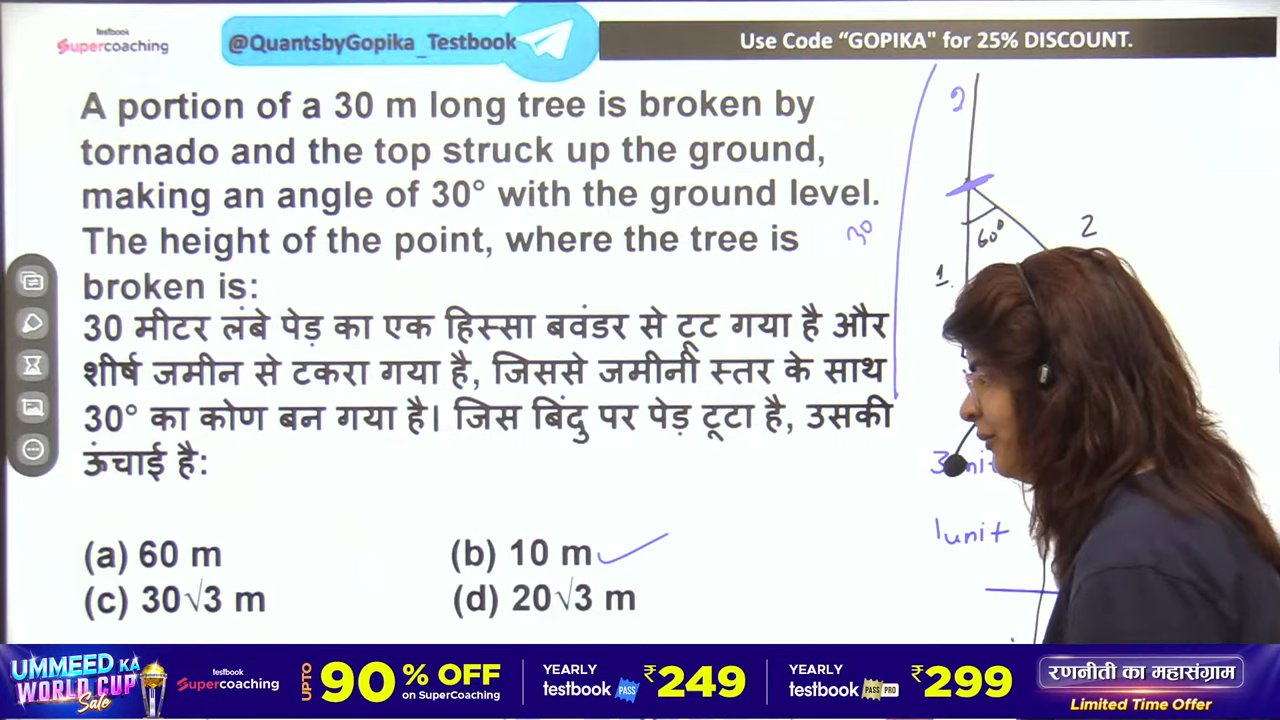 testbook
Supercoaching
@QuantsbyGopika_Testbook
Use Code “GOPIKA" for 25% DISCOUNT.
A portion of a 30 m long tree is broken by
tornado and the top struck up the ground,
making an angle of 30° with the ground level.
The height of the point, where the tree is
broken is:
30 मीटर लंबे पेड़ का एक हिस्सा बवंडर से टूट गया है और
शीर्ष जमीन से टकरा गया है, जिससे जमीनी स्तर के साथ
30° का कोण बन गया है। जिस बिंदु पर पेड़ टूटा है, उसकी
ऊंचाई है:
(a) 60 m
(b) 10 m
(c) 30√3 m
(d) 20√3 m
2
60°
2
30
1
3
1 unit
UMMEED KA
WORLD CUP
Sale
testbook
Supercoaching
UPTO
90% OFF
on SuperCoaching
YEARLY
testbook PASS
₹249
YEARLY
testbook PASS PRO
₹299
रणनीती का महासंग्राम
Limited Time Offer